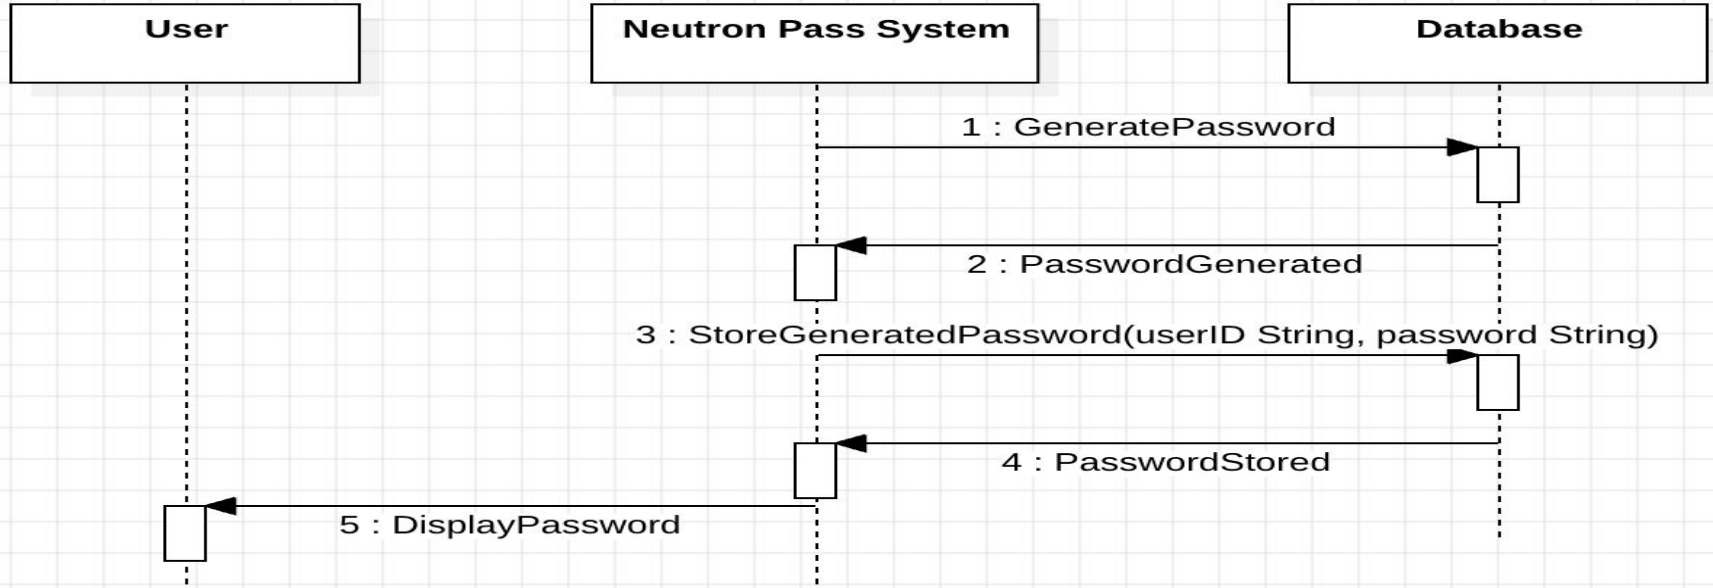 User
Neutron Pass System
Database
1 : GeneratePassword
2 : PasswordGenerated
3 : StoreGeneratedPassword(userID String, password String)
4 : PasswordStored
5 : DisplayPassword